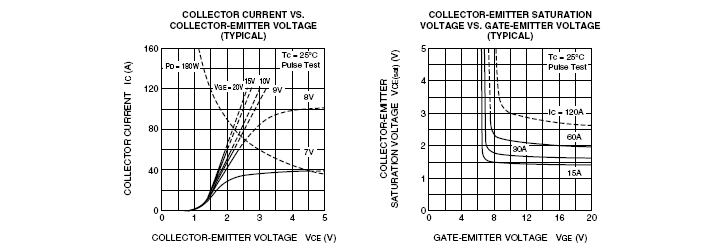 COLLECTOR CURRENT VS.
COLLECTOR-EMITTER VOLTAGE
(TYPICAL)
160
120
80
40
0
0 1 2 3 4 5
COLLECTOR CURRENT IC (A)
COLLECTOR-EMITTER VOLTAGE VCE (V)
TC = 25°C
Pulse Test
PD = 180W
VGE = 20V
15V
10V
9V
8V
7V
COLLECTOR-EMITTER SATURATION
VOLTAGE VS. GATE-EMITTER VOLTAGE
(TYPICAL)
5
4
3
2
1
0
0 4 8 12 16 20
COLLECTOR-EMITTER
SATURATION VOLTAGE VCE(sat) (V)
GATE-EMITTER VOLTAGE VGE (V)
TC = 25°C
Pulse Test
IC = 120A
60A
30A
15A